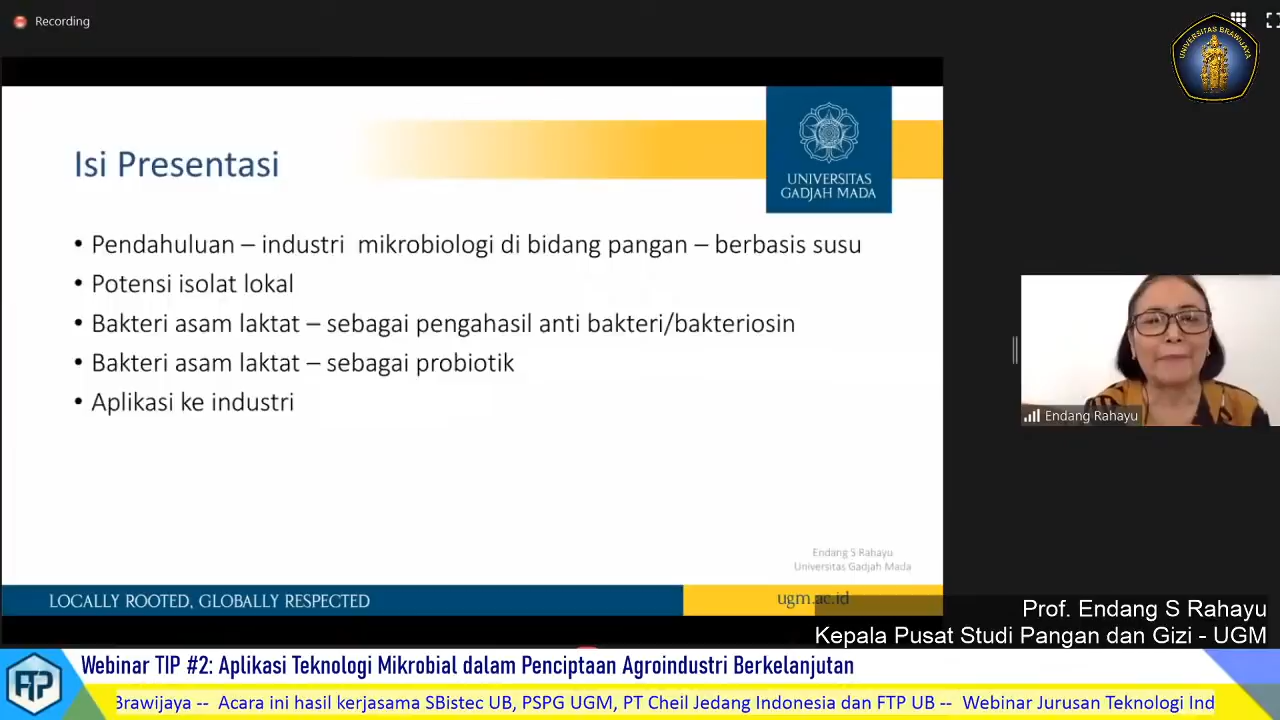 Recording
UNIVERSITAS BRAWIJAYA
Isi Presentasi
UNIVERSITAS
GADJAH MADA
• Pendahuluan – industri mikrobiologi di bidang pangan – berbasis susu
• Potensi isolat lokal
• Bakteri asam laktat – sebagai pengahasil anti bakteri/bakteriosin
• Bakteri asam laktat – sebagai probiotik
• Aplikasi ke industri
Endang Rahayu
Endang S Rahayu
Universitas Gadjah Mada
LOCALLY ROOTED, GLOBALLY RESPECTED
ugm.ac.id
Prof. Endang S Rahayu
Kepala Pusat Studi Pangan dan Gizi - UGM
Webinar TIP #2: Aplikasi Teknologi Mikrobial dalam Penciptaan Agroindustri Berkelanjutan
Brawijaya -- Acara ini hasil kerjasama SBistec UB, PSPG UGM, PT Cheil Jedang Indonesia dan FTP UB -- Webinar Jurusan Teknologi Ind